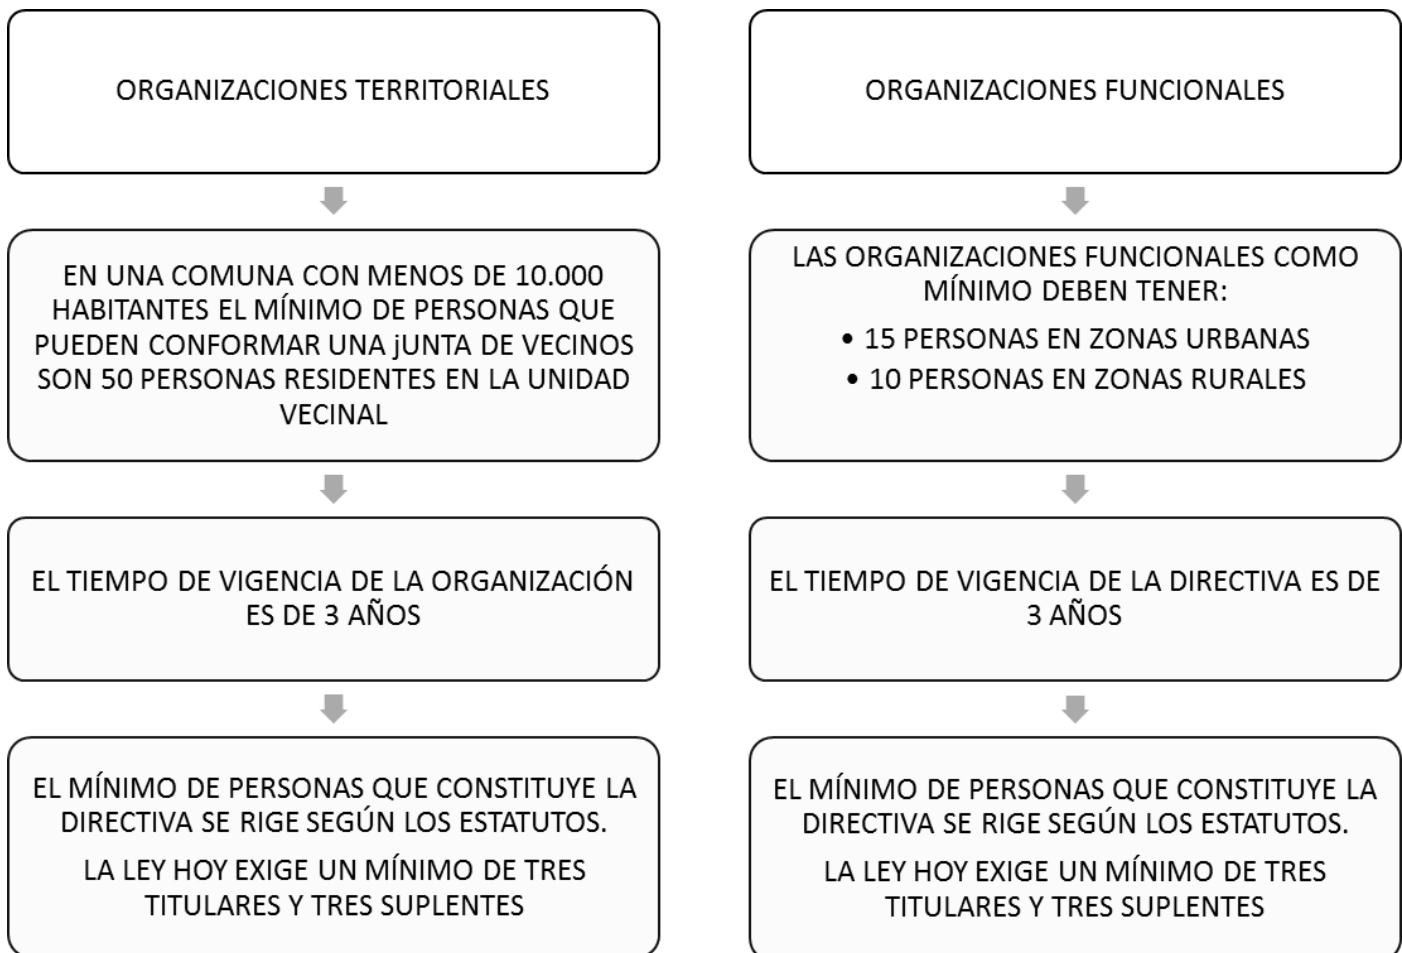 ORGANIZACIONES TERRITORIALES
EN UNA COMUNA CON MENOS DE 10.000
HABITANTES EL MÍNIMO DE PERSONAS QUE
PUEDEN CONFORMAR UNA jUNTA DE VECINOS
SON 50 PERSONAS RESIDENTES EN LA UNIDAD
VECINAL
EL TIEMPO DE VIGENCIA DE LA ORGANIZACIÓN
ES DE 3 AÑOS
EL MÍNIMO DE PERSONAS QUE CONSTITUYE LA
DIRECTIVA SE RIGE SEGÚN LOS ESTATUTOS.
LA LEY HOY EXIGE UN MÍNIMO DE TRES
TITULARES Y TRES SUPLENTES
ORGANIZACIONES FUNCIONALES
LAS ORGANIZACIONES FUNCIONALES COMO
MÍNIMO DEBEN TENER:
• 15 PERSONAS EN ZONAS URBANAS
• 10 PERSONAS EN ZONAS RURALES
EL TIEMPO DE VIGENCIA DE LA DIRECTIVA ES DE
3 AÑOS
EL MÍNIMO DE PERSONAS QUE CONSTITUYE LA
DIRECTIVA SE RIGE SEGÚN LOS ESTATUTOS.
LA LEY HOY EXIGE UN MÍNIMO DE TRES
TITULARES Y TRES SUPLENTES